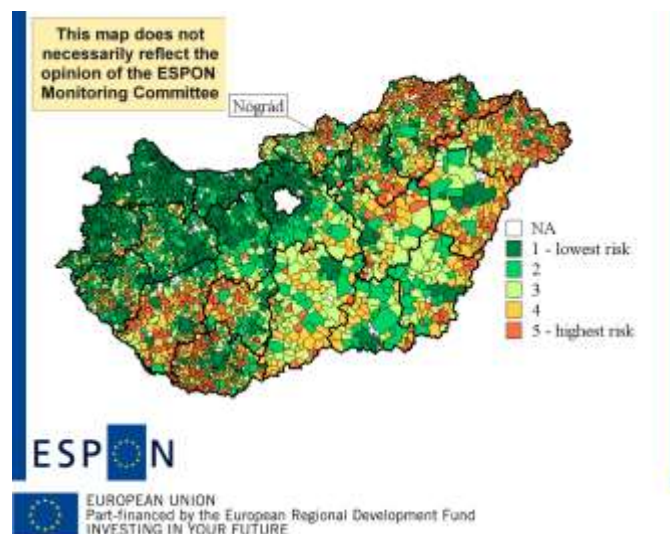 This map does not
necessarily reflect the
opinion of the ESPON
Monitoring Committee
Nógrád
NA
1 - lowest risk
2
3
4
5 - highest risk
ESPON
EUROPEAN UNION
Part-financed by the European Regional Development Fund
INVESTING IN YOUR FUTURE